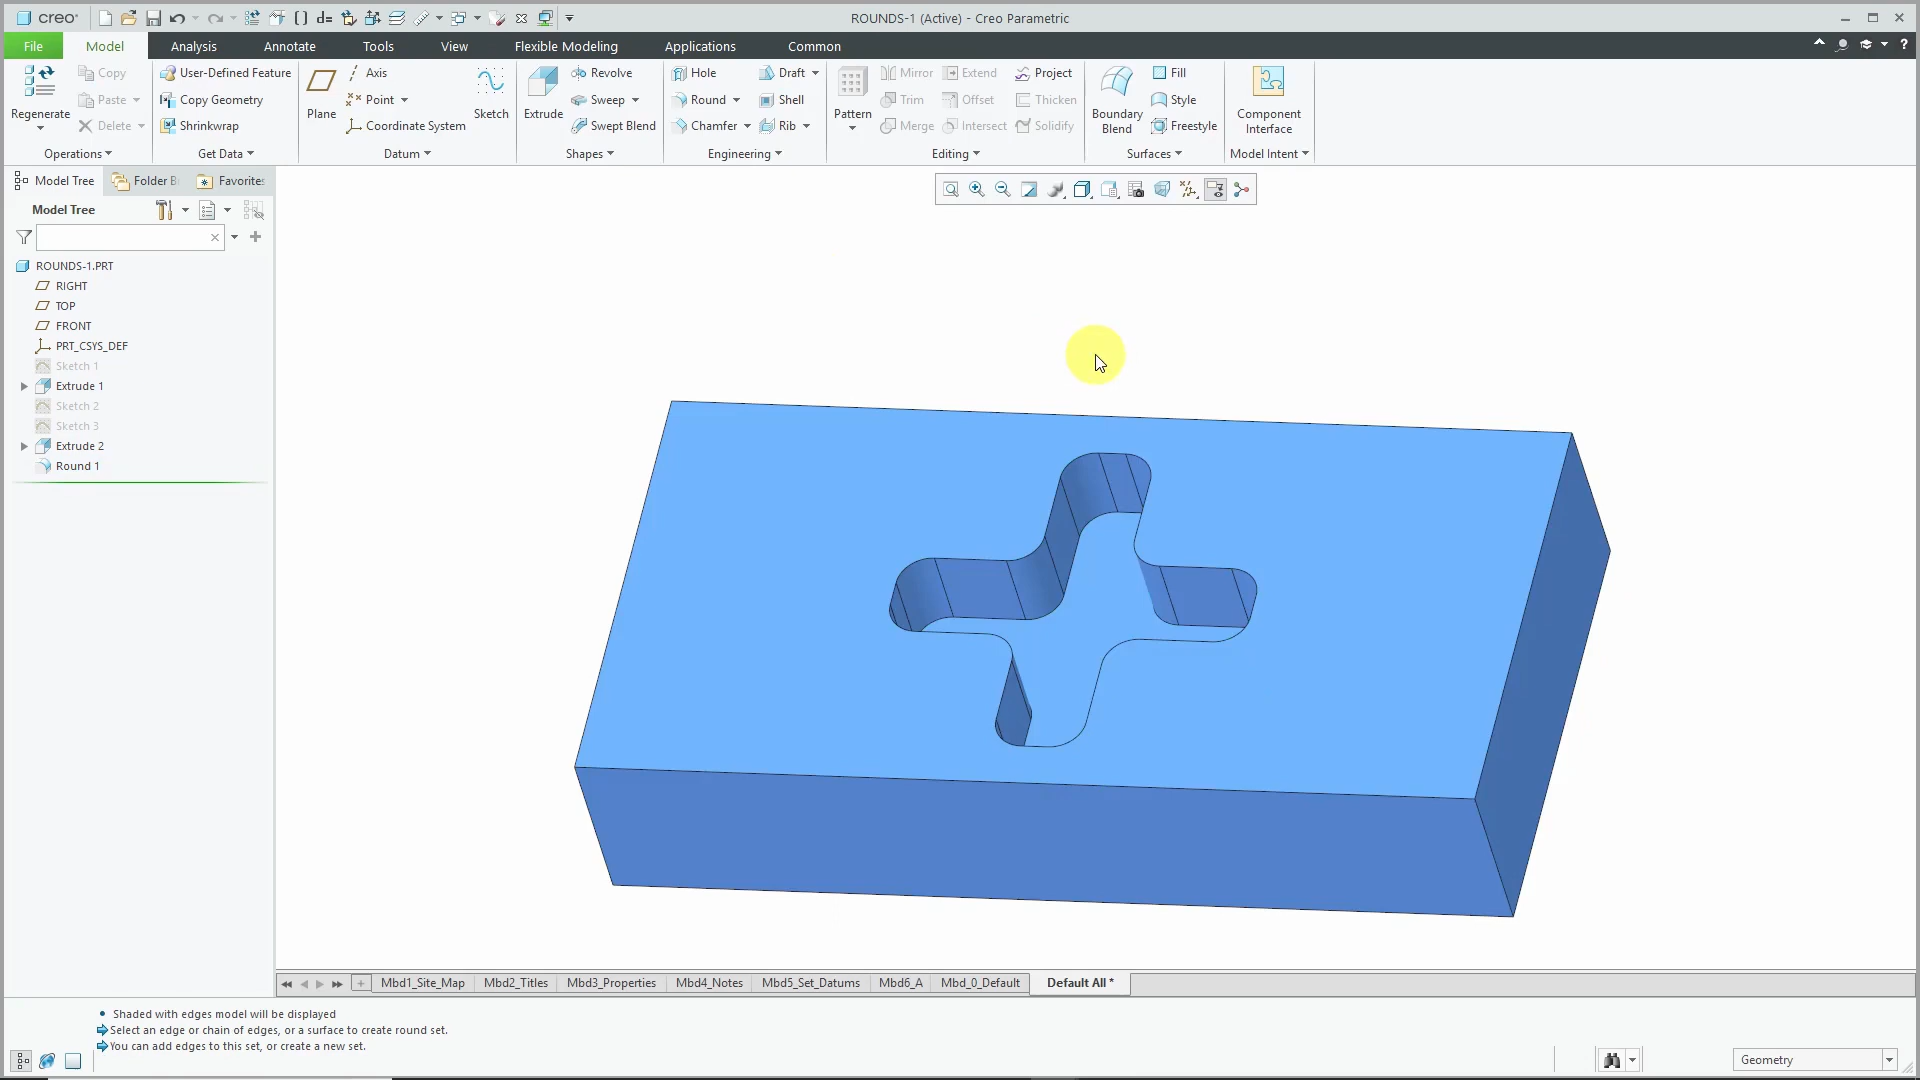 creo
ROUNDS-1 (Active) - Creo Parametric
File Model Analysis Annotate Tools View Flexible Modeling Applications Common
Regenerate
Copy
Paste
Delete
Operations
User-Defined Feature
Copy Geometry
Shrinkwrap
Get Data
Plane
Axis
Point
Coordinate System
Sketch
Datum
Extrude
Revolve
Sweep
Swept Blend
Shapes
Hole
Round
Chamfer
Draft
Shell
Rib
Engineering
Pattern
Mirror
Trim
Merge
Extend
Offset
Intersect
Project
Thicken
Solidify
Editing
Boundary
Blend
Fill
Style
Freestyle
Surfaces
Component
Interface
Model Intent
Model Tree Folder B Favorites
Model Tree
ROUNDS-1.PRT
RIGHT
TOP
FRONT
PRT_CSYS_DEF
Sketch 1
Extrude 1
Sketch 2
Sketch 3
Extrude 2
Round 1
Mbd1_Site_Map Mbd2_Titles Mbd3_Properties Mbd4_Notes Mbd5_Set_Datums Mbd6_A Mbd_0_Default Default All *
Shaded with edges model will be displayed
Select an edge or chain of edges, or a surface to create round set.
You can add edges to this set, or create a new set.
Geometry